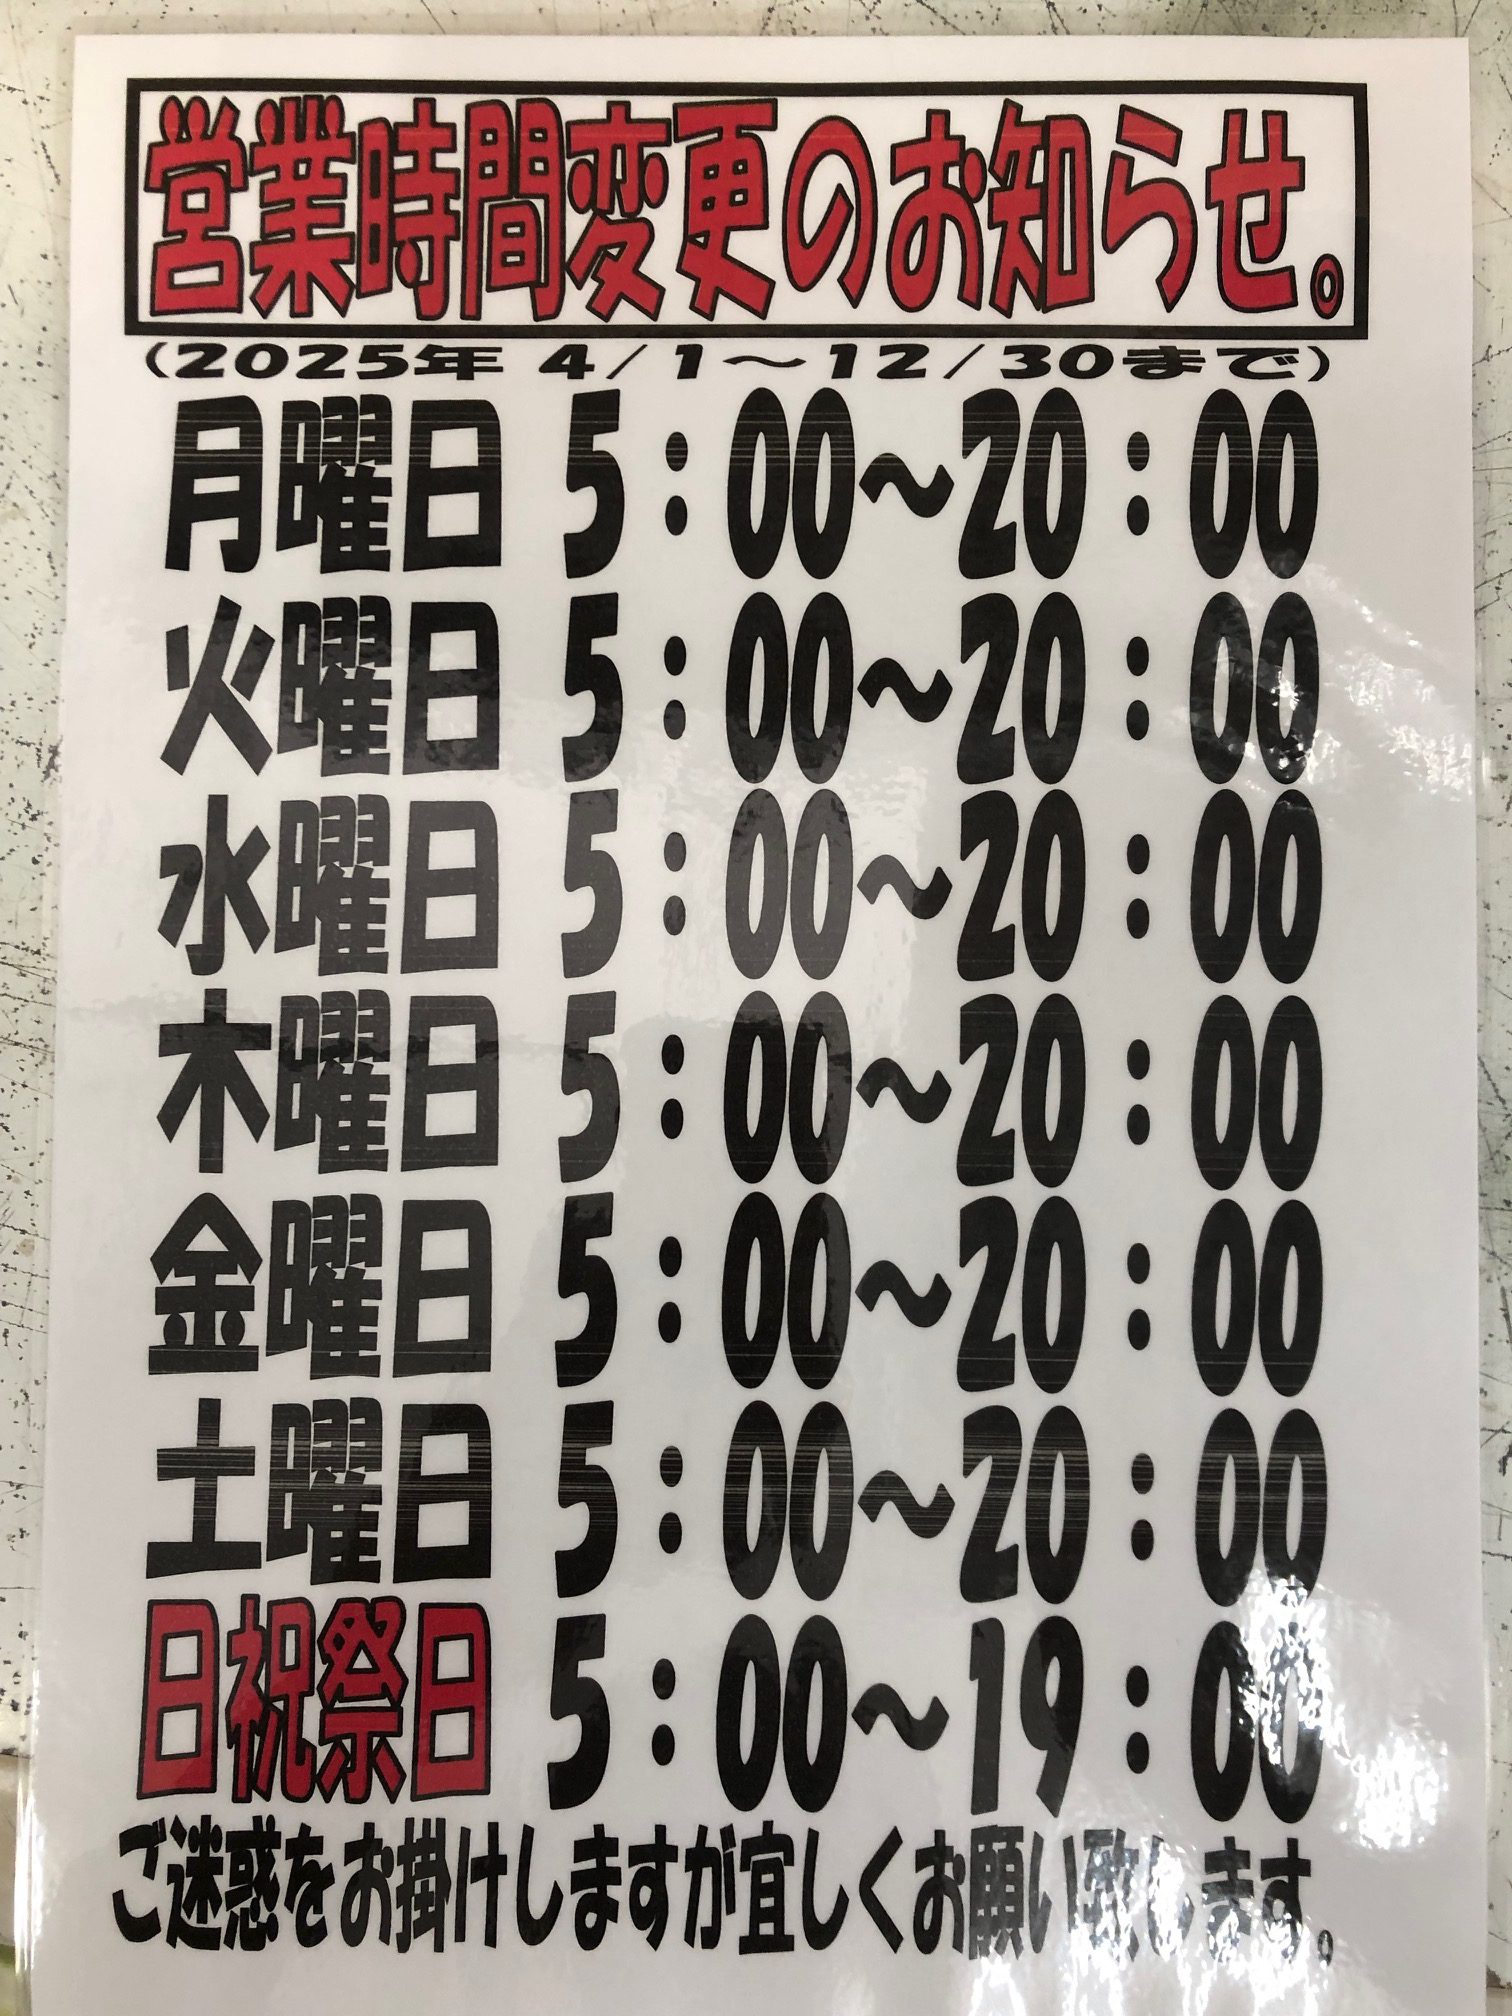 営業時間変更のお知らせ。
(2025年 4/1～12/30まで)
月曜日 5:00～20:00
火曜日 5:00～20:00
水曜日 5:00～20:00
木曜日 5:00～20:00
金曜日 5:00～20:00
土曜日 5:00～20:00
日祝祭日 5:00～19:00
ご迷惑をお掛けしますが宜しくお願い致します。